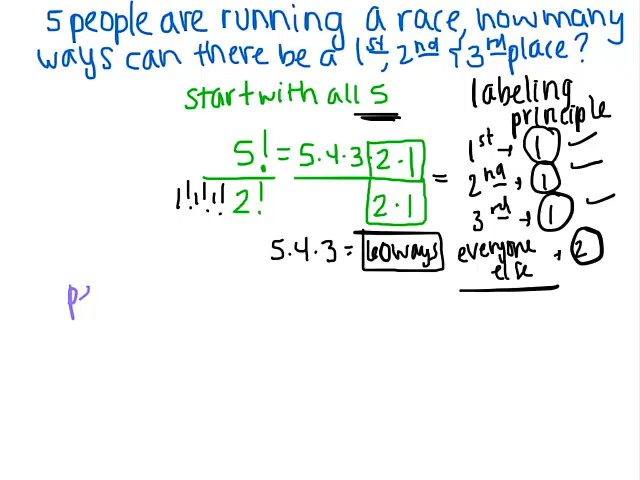 5 people are running a race, how many
ways can there be a 1st, 2nd & 3rd place?
start with all 5
labeling
principle
5! = 5·4·3·2·1
1!1!1! 2! 2·1 =
5·4·3 = 60 ways
1st → 1
2nd → 1
3rd → 1
everyone
else → 2